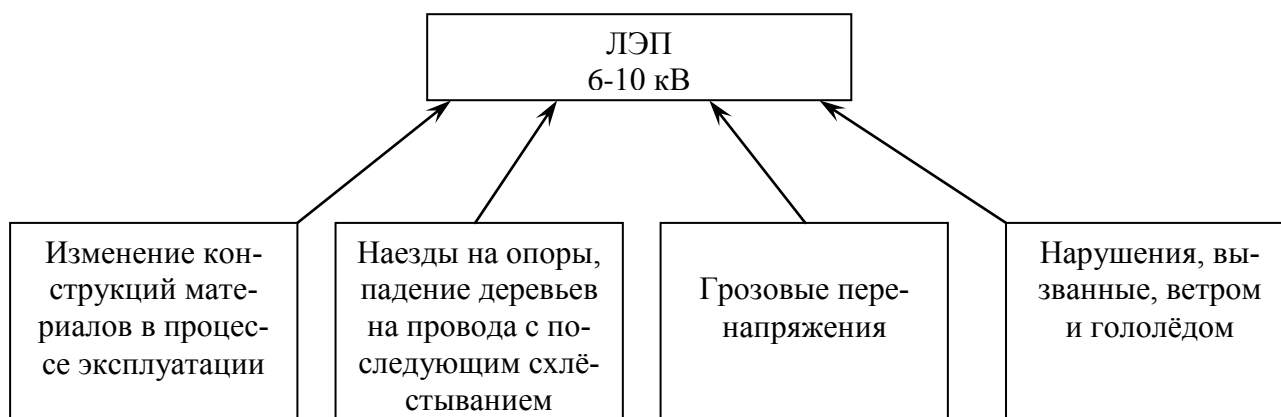 ЛЭП
6-10 кВ
Изменение кон-
струкций мате-
риалов в процес-
се эксплуатации
Наезды на опоры,
падение деревьев
на провода с по-
следующим схлё-
стыванием
Грозовые пере-
напряжения
Нарушения, вы-
званные, ветром
и гололёдом